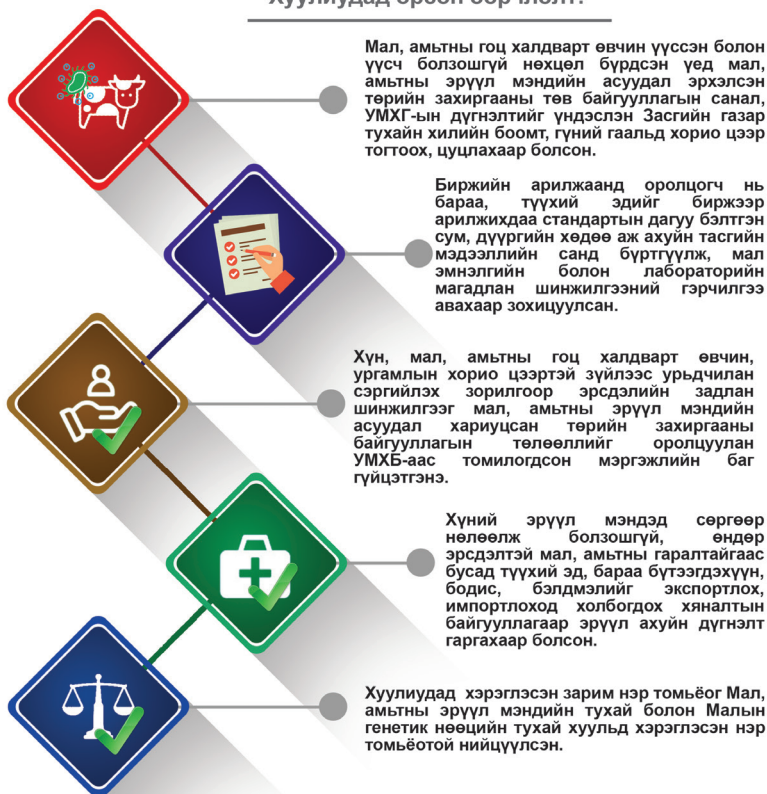 Хуулиудад орсон өөрчлөлт:
Мал, амьтны гоц халдварт өвчин үүссэн болон
үүсч болзошгүй нөхцөл бүрдсэн үед мал,
амьтны эрүүл мэндийн асуудал эрхэлсэн
төрийн захиргааны төв байгууллагын санал,
УМХГ-ын дүгнэлтийг үндэслэн Засгийн газар
тухайн хилийн боомт, гүний гаальд хорио цээр
тогтоох, цуцлахаар болсон.
Биржийн арилжаанд оролцогч нь
бараа, түүхий эдийг биржээр
арилжихдаа стандартын дагуу бэлтгэн
сум, дүүргийн хөдөө аж ахуйн тасгийн
мэдээллийн санд бүртгүүлж, мал
эмнэлгийн болон лабораторийн
магадлан шинжилгээний гэрчилгээ
авахаар зохицуулсан.
Хүн, мал, амьтны гоц халдварт өвчин,
ургамлын хорио цээртэй зүйлээс урьдчилан
сэргийлэх зорилгоор эрсдэлийн задлан
шинжилгээг мал, амьтны эрүүл мэндийн
асуудал хариуцсан төрийн захиргааны
байгууллагын төлөөллийг оролцуулан
УМХБ-аас томилогдсон мэргэжлийн баг
гүйцэтгэнэ.
Хүний эрүүл мэндэд сөргөөр
нөлөөлж болзошгүй, өндөр
эрсдэлтэй мал, амьтны гаралтайгаас
бусад түүхий эд, бараа бүтээгдэхүүн,
бодис, бэлдмэлийг экспортлох,
импортлоход холбогдох хяналтын
байгууллагаар эрүүл ахуйн дүгнэлт
гаргахаар болсон.
Хуулиудад хэрэглэсэн зарим нэр томьёог Мал,
амьтны эрүүл мэндийн тухай болон Малын
генетик нөөцийн тухай хуульд хэрэглэсэн нэр
томьёотой нийцүүлсэн.